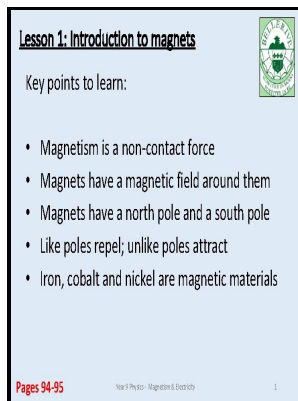 Lesson 1: Introduction to magnets
Key points to learn:
• Magnetism is a non-contact force
• Magnets have a magnetic field around them
• Magnets have a north pole and a south pole
• Like poles repel; unlike poles attract
• Iron, cobalt and nickel are magnetic materials
Pages 94-95
Year 9 Physics - Magnetism & Electricity
1